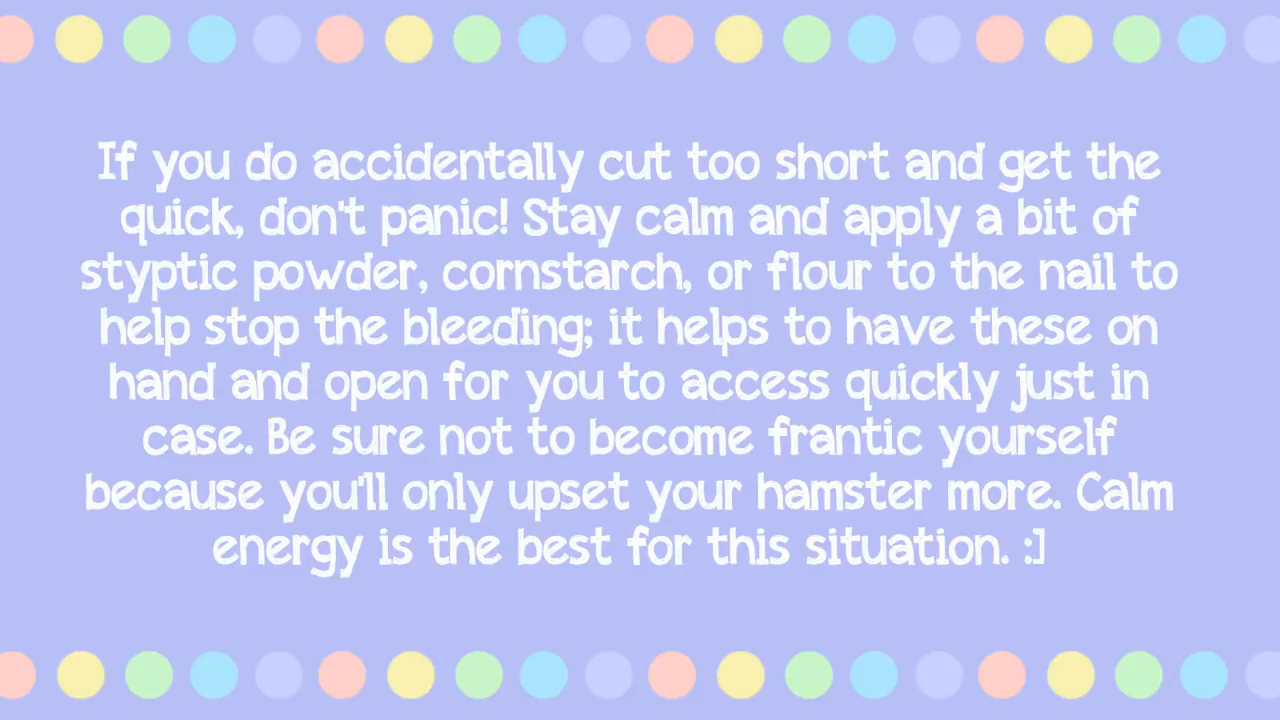 If you do accidentally cut too short and get the
quick, don't panic! Stay calm and apply a bit of
styptic powder, cornstarch, or flour to the nail to
help stop the bleeding; it helps to have these on
hand and open for you to access quickly just in
case. Be sure not to become frantic yourself
because you'll only upset your hamster more. Calm
energy is the best for this situation. :]